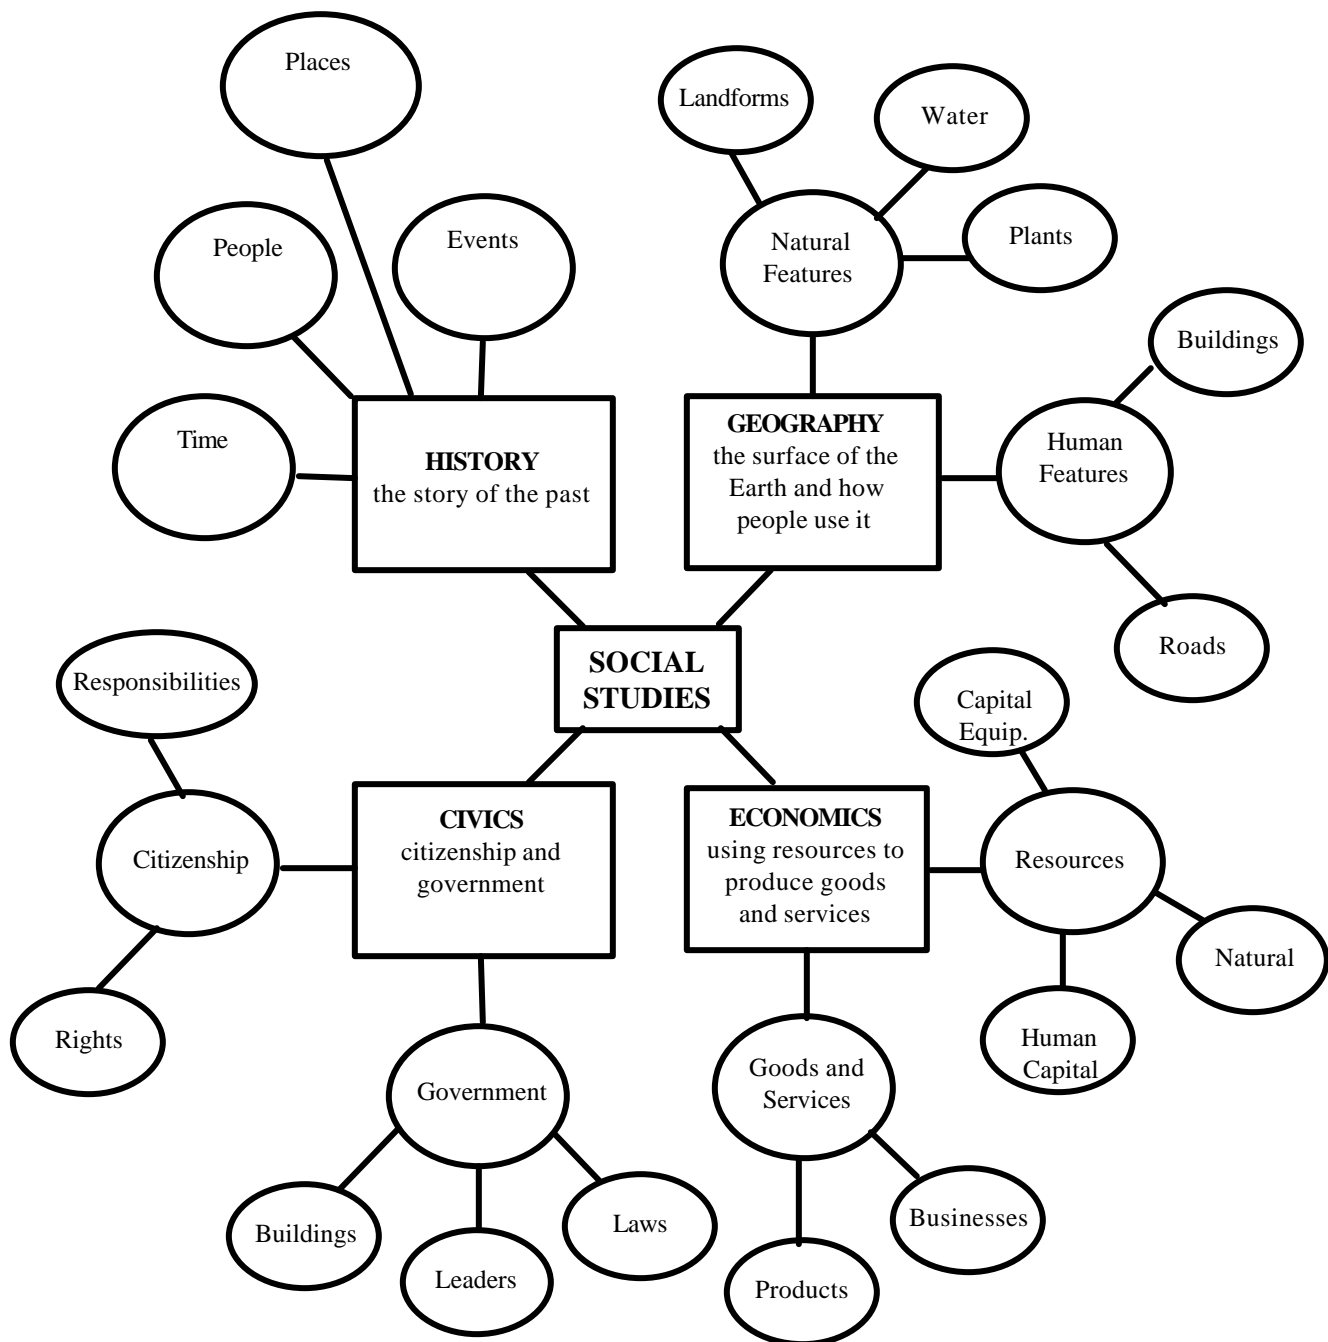 Places
People
Events
Time
HISTORY
the story of the past
Landforms
Water
Natural
Features
Plants
GEOGRAPHY
the surface of the
Earth and how
people use it
Buildings
Human
Features
Roads
SOCIAL
STUDIES
Responsibilities
Citizenship
Rights
CIVICS
citizenship and
government
Government
Buildings
Leaders
Laws
ECONOMICS
using resources to
produce goods
and services
Capital
Equip.
Resources
Natural
Human
Capital
Goods and
Services
Businesses
Products